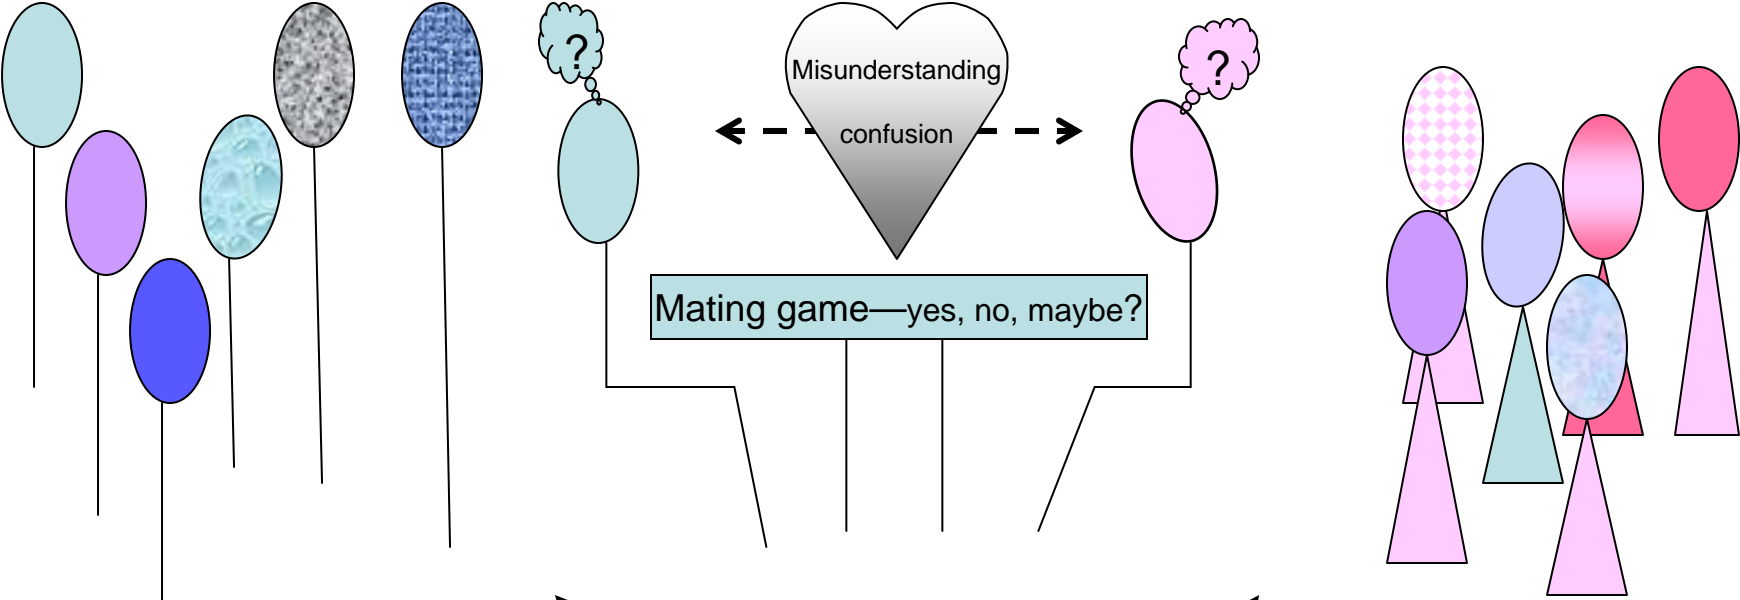 ?
?
Misunderstanding
confusion
Mating game—yes, no, maybe?